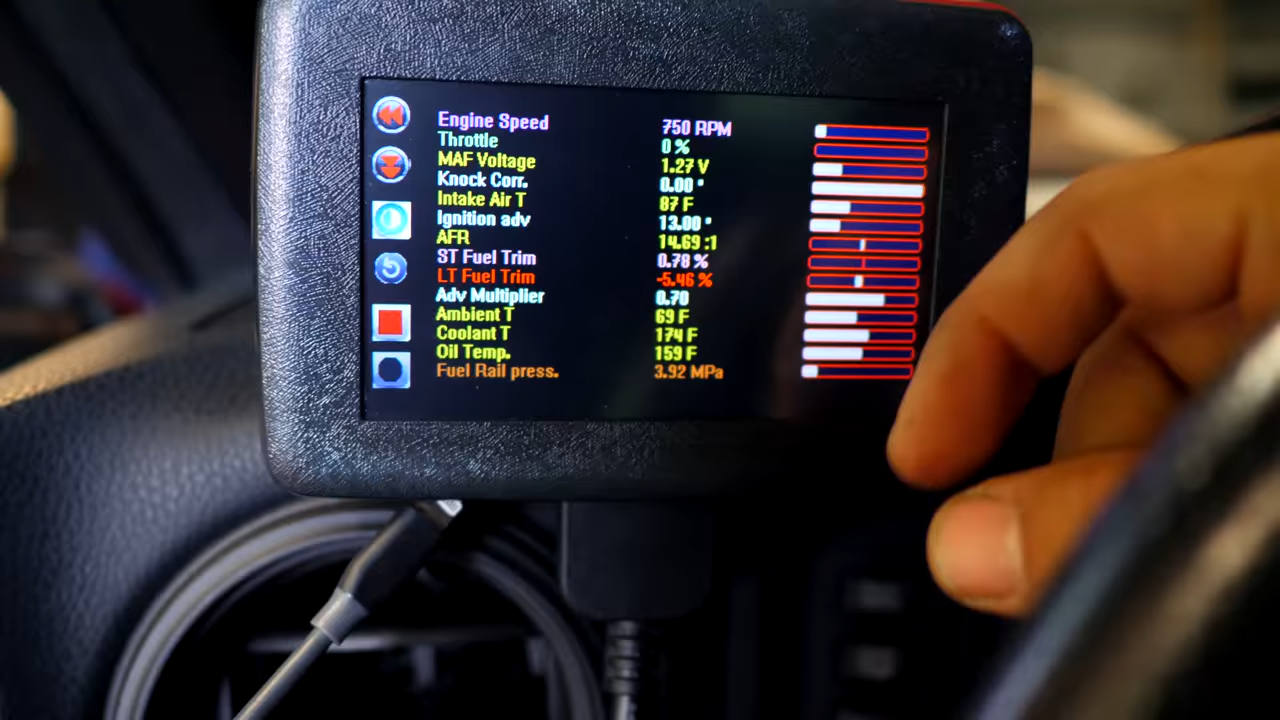 Engine Speed 750 RPM
Throttle 0 %
MAF Voltage 1.27 V
Knock Corr. 0.00 °
Intake Air T 87 F
Ignition adv 13.00 °
AFR 14.69 :1
ST Fuel Trim 0.78 %
LT Fuel Trim -5.46 %
Adv Multiplier 0.70
Ambient T 69 F
Coolant T 174 F
Oil Temp. 159 F
Fuel Rail press. 3.92 MPa